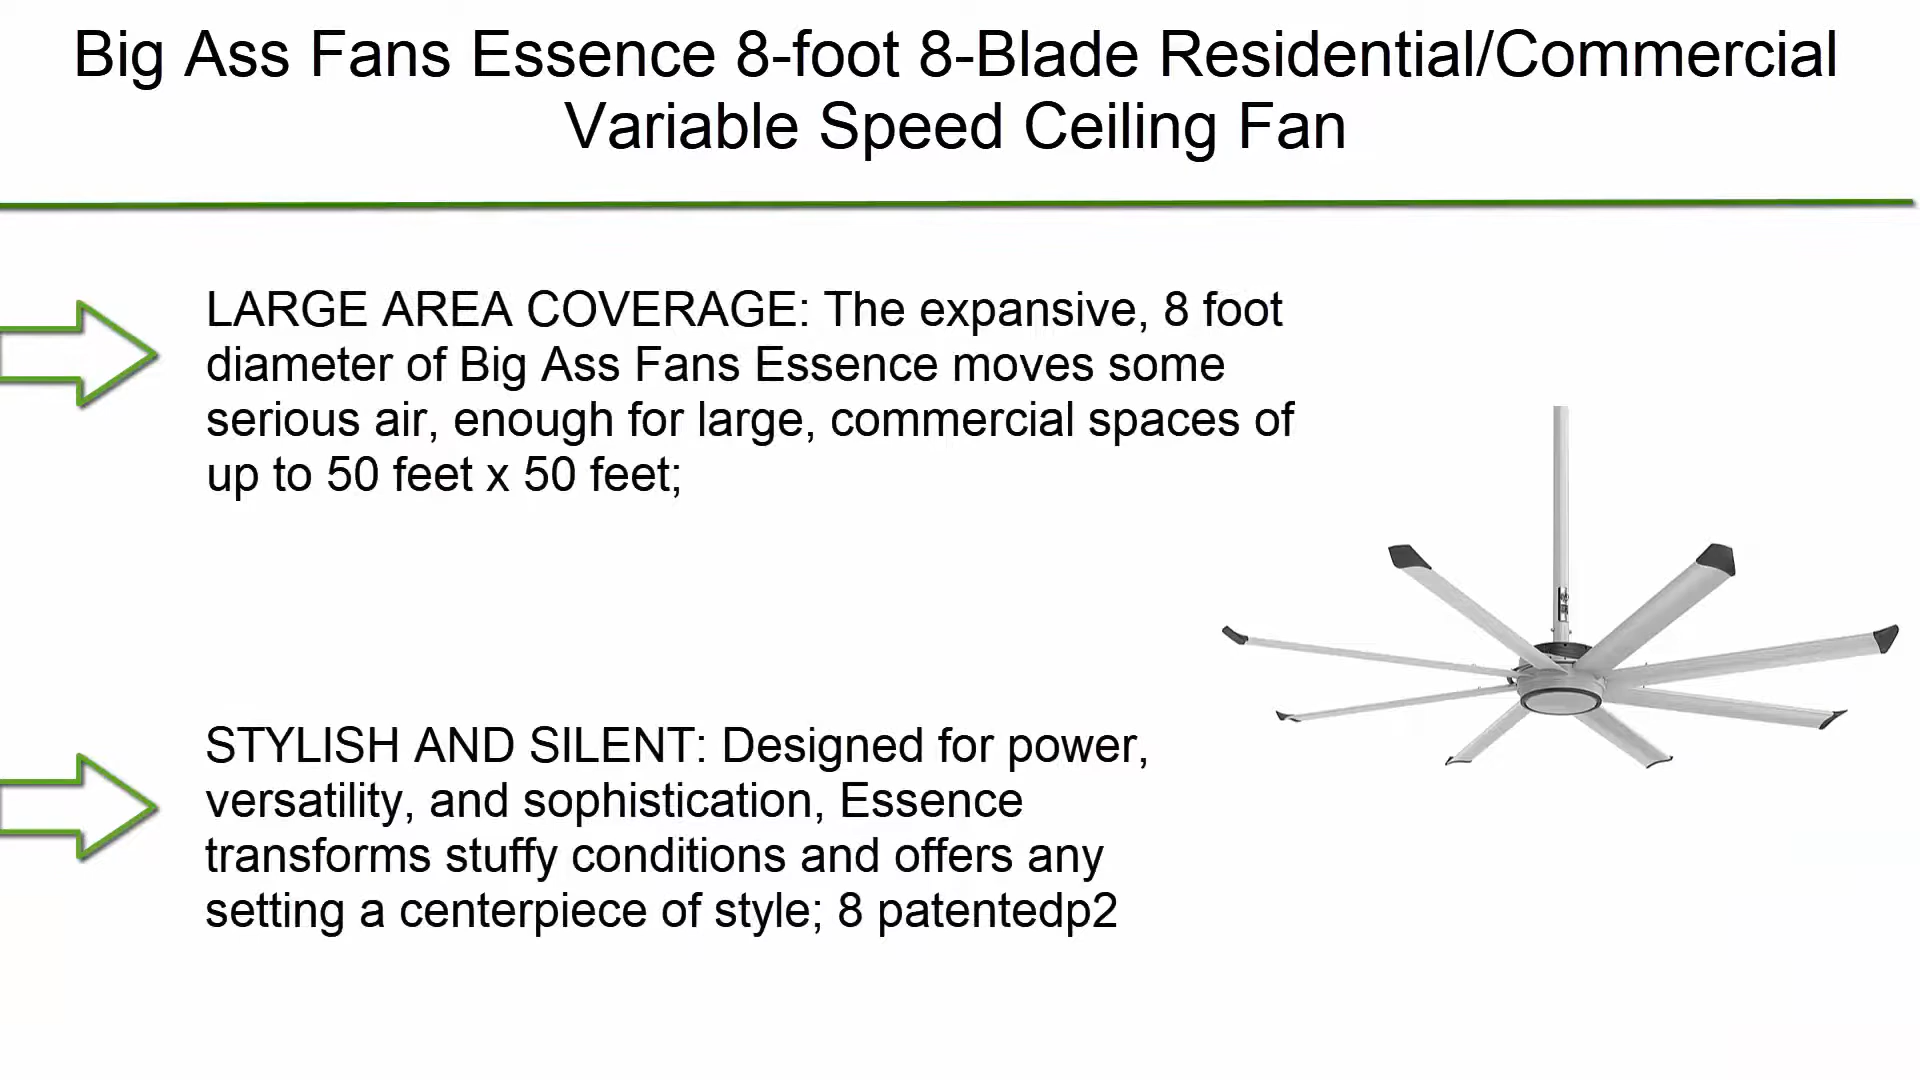 Big Ass Fans Essence 8-foot 8-Blade Residential/Commercial
Variable Speed Ceiling Fan
LARGE AREA COVERAGE: The expansive, 8 foot
diameter of Big Ass Fans Essence moves some
serious air, enough for large, commercial spaces of
up to 50 feet x 50 feet;
STYLISH AND SILENT: Designed for power,
versatility, and sophistication, Essence
transforms stuffy conditions and offers any
setting a centerpiece of style; 8 patentedp2